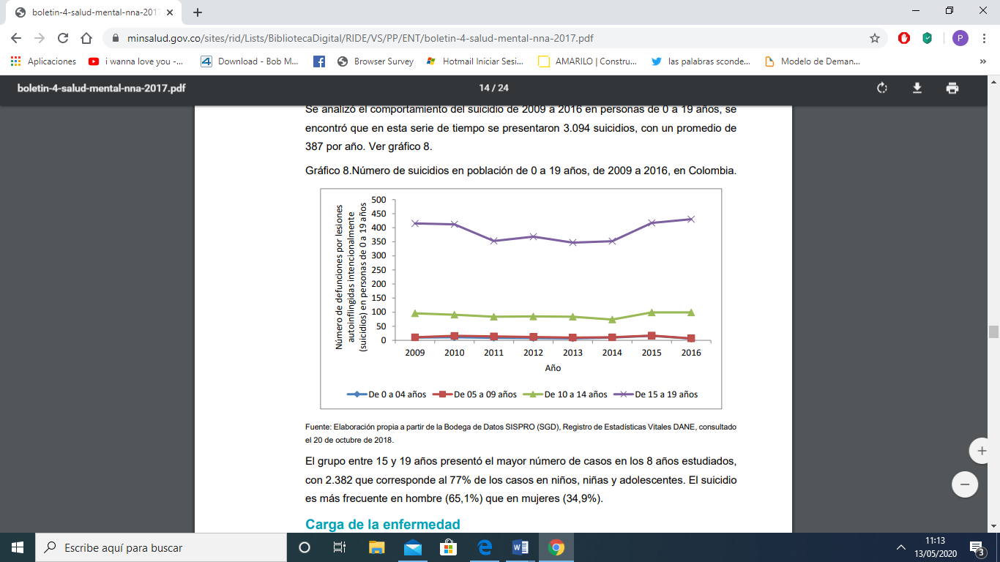 boletin-4-salud-mental-nna-2017
minsalud.gov.co/sites/rid/Lists/BibliotecaDigital/RIDE/VS/PP/ENT/boletin-4-salud-mental-nna-2017.pdf
P
Aplicaciones
i wanna love you -...
Download - Bob M...
Browser Survey
Hotmail Iniciar Sesi...
AMARILO | Constru...
las palabras sconde...
Modelo de Deman...
»
boletin-4-salud-mental-nna-2017.pdf
14 / 24
Se analizó el comportamiento del suicidio de 2009 a 2016 en personas de 0 a 19 años, se
encontró que en esta serie de tiempo se presentaron 3.094 suicidios, con un promedio de
387 por año. Ver gráfico 8.
Gráfico 8.Número de suicidios en población de 0 a 19 años, de 2009 a 2016, en Colombia.
Número de defunciones por lesiones
autoinflingidas intencionalmente
(suicidios) en personas de 0 a 19 años
500
450
400
350
300
250
200
150
100
50
0
2009 2010 2011 2012 2013 2014 2015 2016
Año
De 0 a 04 años De 05 a 09 años De 10 a 14 años De 15 a 19 años
Fuente: Elaboración propia a partir de la Bodega de Datos SISPRO (SGD), Registro de Estadísticas Vitales DANE, consultado
el 20 de octubre de 2018.
El grupo entre 15 y 19 años presentó el mayor número de casos en los 8 años estudiados,
con 2.382 que corresponde al 77% de los casos en niños, niñas y adolescentes. El suicidio
es más frecuente en hombre (65,1%) que en mujeres (34,9%).
Carga de la enfermedad
Escribe aquí para buscar
11:13
13/05/2020
3